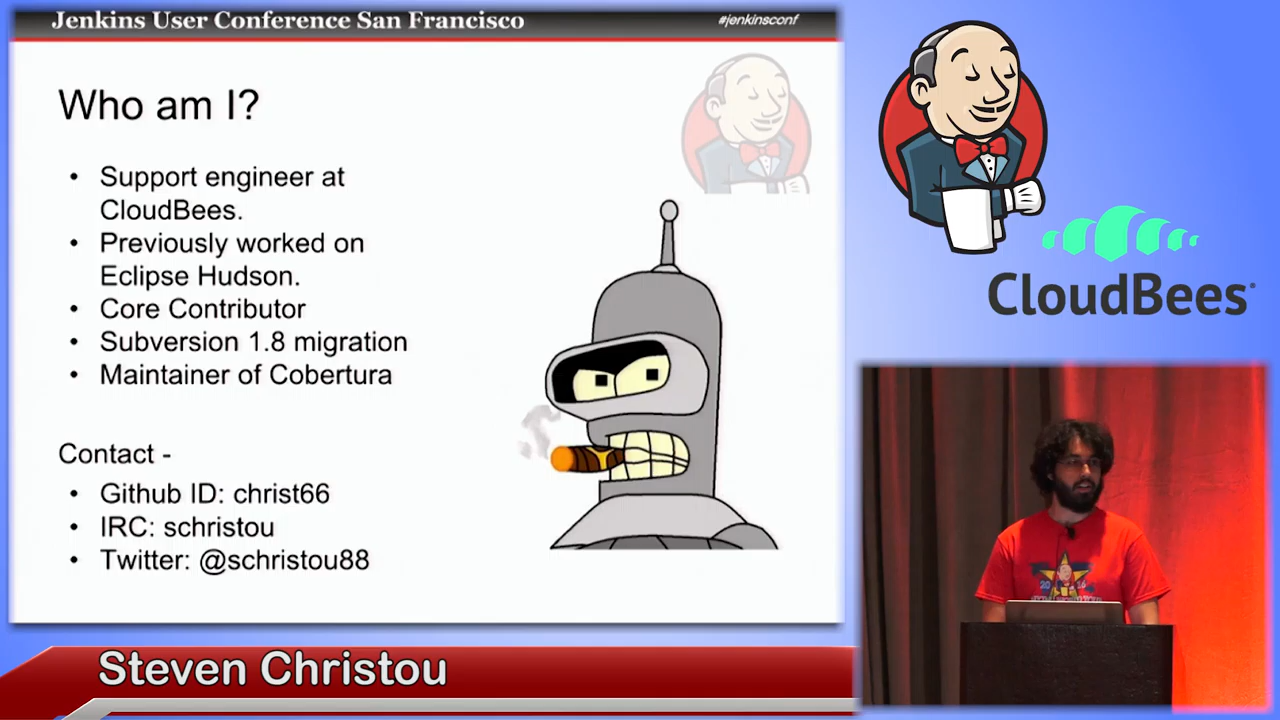 Jenkins User Conference San Francisco
#jenkinsconf
Who am I?
• Support engineer at
CloudBees.
• Previously worked on
Eclipse Hudson.
• Core Contributor
• Subversion 1.8 migration
• Maintainer of Cobertura
Contact -
• Github ID: christ66
• IRC: schristou
• Twitter: @schristou88
CloudBees
Steven Christou